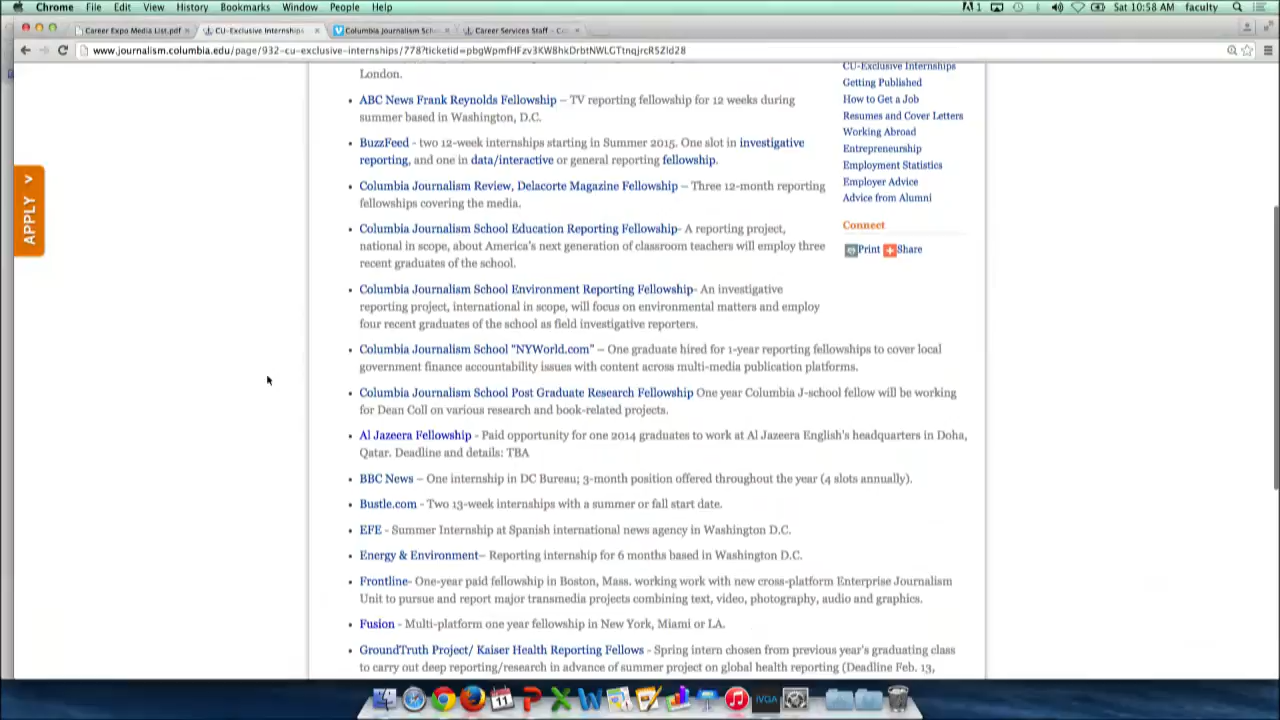 Chrome File Edit View History Bookmarks Window People Help
1 Sat 10:58 AM faculty
Career Expo Media List.pdf CU-Exclusive Internships Columbia Journalism Career Services Staff
www.journalism.columbia.edu/page/932-cu-exclusive-internships/778?ticketid=pbgWpmfHFzv3KW8hkDrbtNWLGTtnqjrcR5Zld28
London.
ABC News Frank Reynolds Fellowship – TV reporting fellowship for 12 weeks during
summer based in Washington, D.C.
BuzzFeed - two 12-week internships starting in Summer 2015. One slot in investigative
reporting, and one in data/interactive or general reporting fellowship.
Columbia Journalism Review, Delacorte Magazine Fellowship – Three 12-month reporting
fellowships covering the media.
Columbia Journalism School Education Reporting Fellowship- A reporting project,
national in scope, about America's next generation of classroom teachers will employ three
recent graduates of the school.
Columbia Journalism School Environment Reporting Fellowship- An investigative
reporting project, international in scope, will focus on environmental matters and employ
four recent graduates of the school as field investigative reporters.
Columbia Journalism School "NYWorld.com" – One graduate hired for 1-year reporting fellowships to cover local
government finance accountability issues with content across multi-media publication platforms.
Columbia Journalism School Post Graduate Research Fellowship One year Columbia J-school fellow will be working
for Dean Coll on various research and book-related projects.
Al Jazeera Fellowship - Paid opportunity for one 2014 graduates to work at Al Jazeera English's headquarters in Doha,
Qatar. Deadline and details: TBA
BBC News – One internship in DC Bureau; 3-month position offered throughout the year (4 slots annually).
Bustle.com - Two 13-week internships with a summer or fall start date.
EFE - Summer Internship at Spanish international news agency in Washington D.C.
Energy & Environment– Reporting internship for 6 months based in Washington D.C.
Frontline- One-year paid fellowship in Boston, Mass. working work with new cross-platform Enterprise Journalism
Unit to pursue and report major transmedia projects combining text, video, photography, audio and graphics.
Fusion - Multi-platform one year fellowship in New York, Miami or LA.
GroundTruth Project/ Kaiser Health Reporting Fellows - Spring intern chosen from previous year's graduating class
to carry out deep reporting/research in advance of summer project on global health reporting (Deadline Feb. 13,
CU-Exclusive Internships
Getting Published
How to Get a Job
Resumes and Cover Letters
Working Abroad
Entrepreneurship
Employment Statistics
Employer Advice
Advice from Alumni
Connect
Print Share
APPLY
11
iVGA